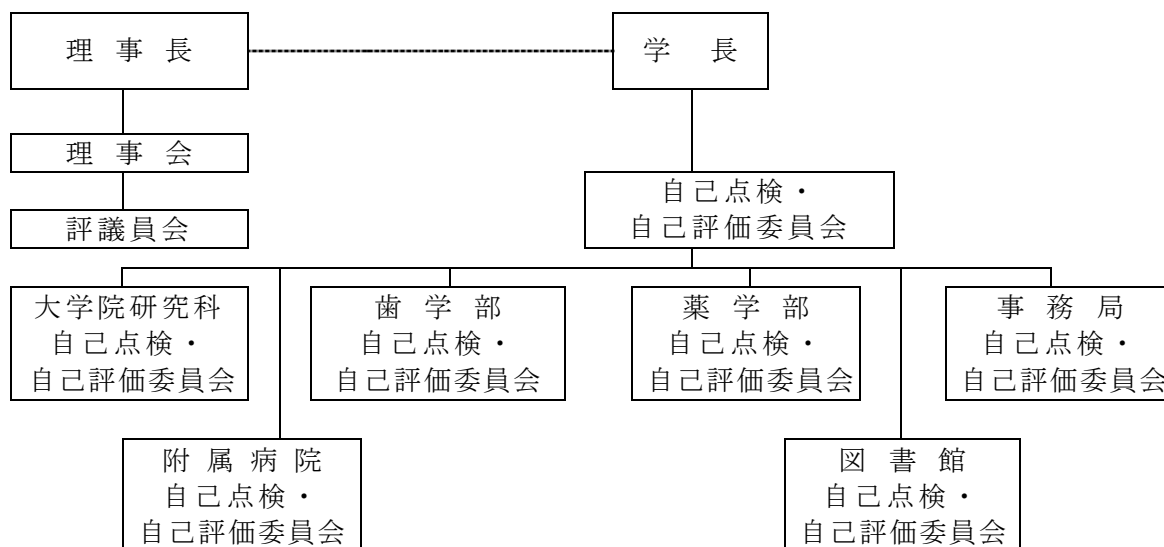 理事長
学長
理事会
自己点検・
自己評価委員会
評議員会
大学院研究科
自己点検・
自己評価委員会
歯学部
自己点検・
自己評価委員会
薬学部
自己点検・
自己評価委員会
事務局
自己点検・
自己評価委員会
附属病院
自己点検・
自己評価委員会
図書館
自己点検・
自己評価委員会